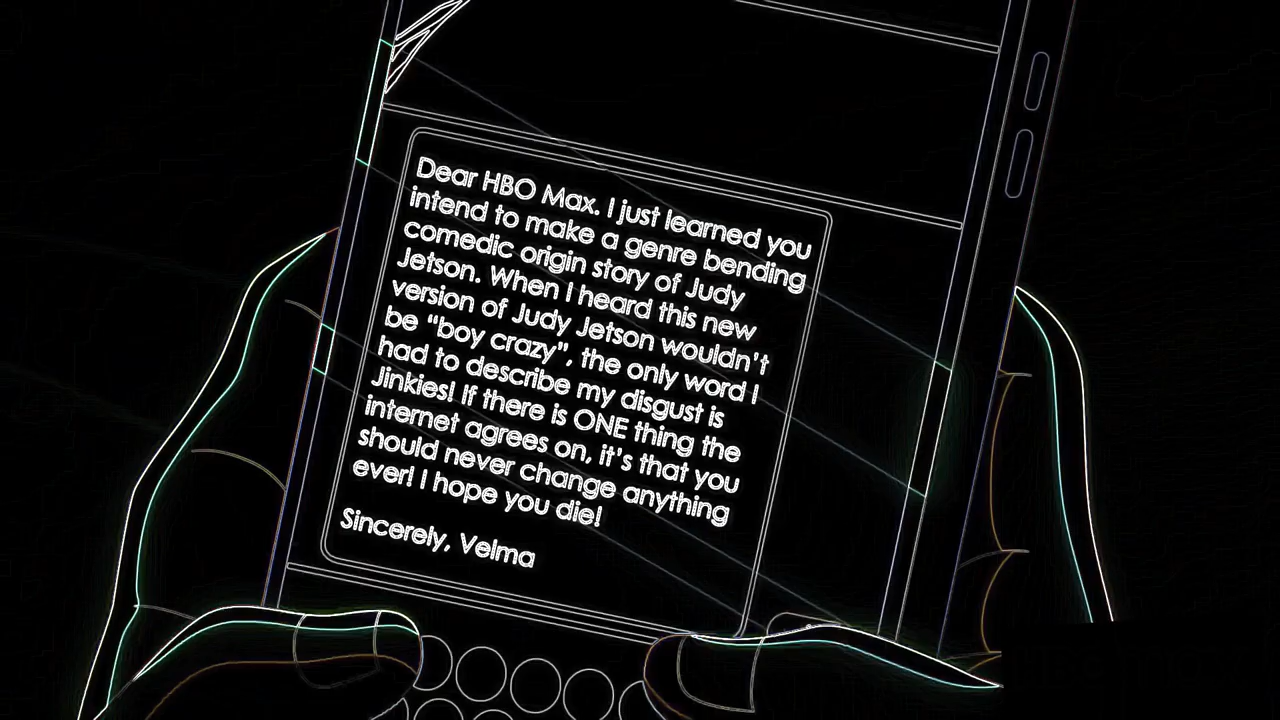 Dear HBO Max. I just learned you
intend to make a genre bending
comedic origin story of Judy
Jetson. When I heard this new
version of Judy Jetson wouldn't
be “boy crazy”, the only word I
had to describe my disgust is
Jinkies! If there is ONE thing the
internet agrees on, it's that you
should never change anything
ever! I hope you die!
Sincerely, Velma